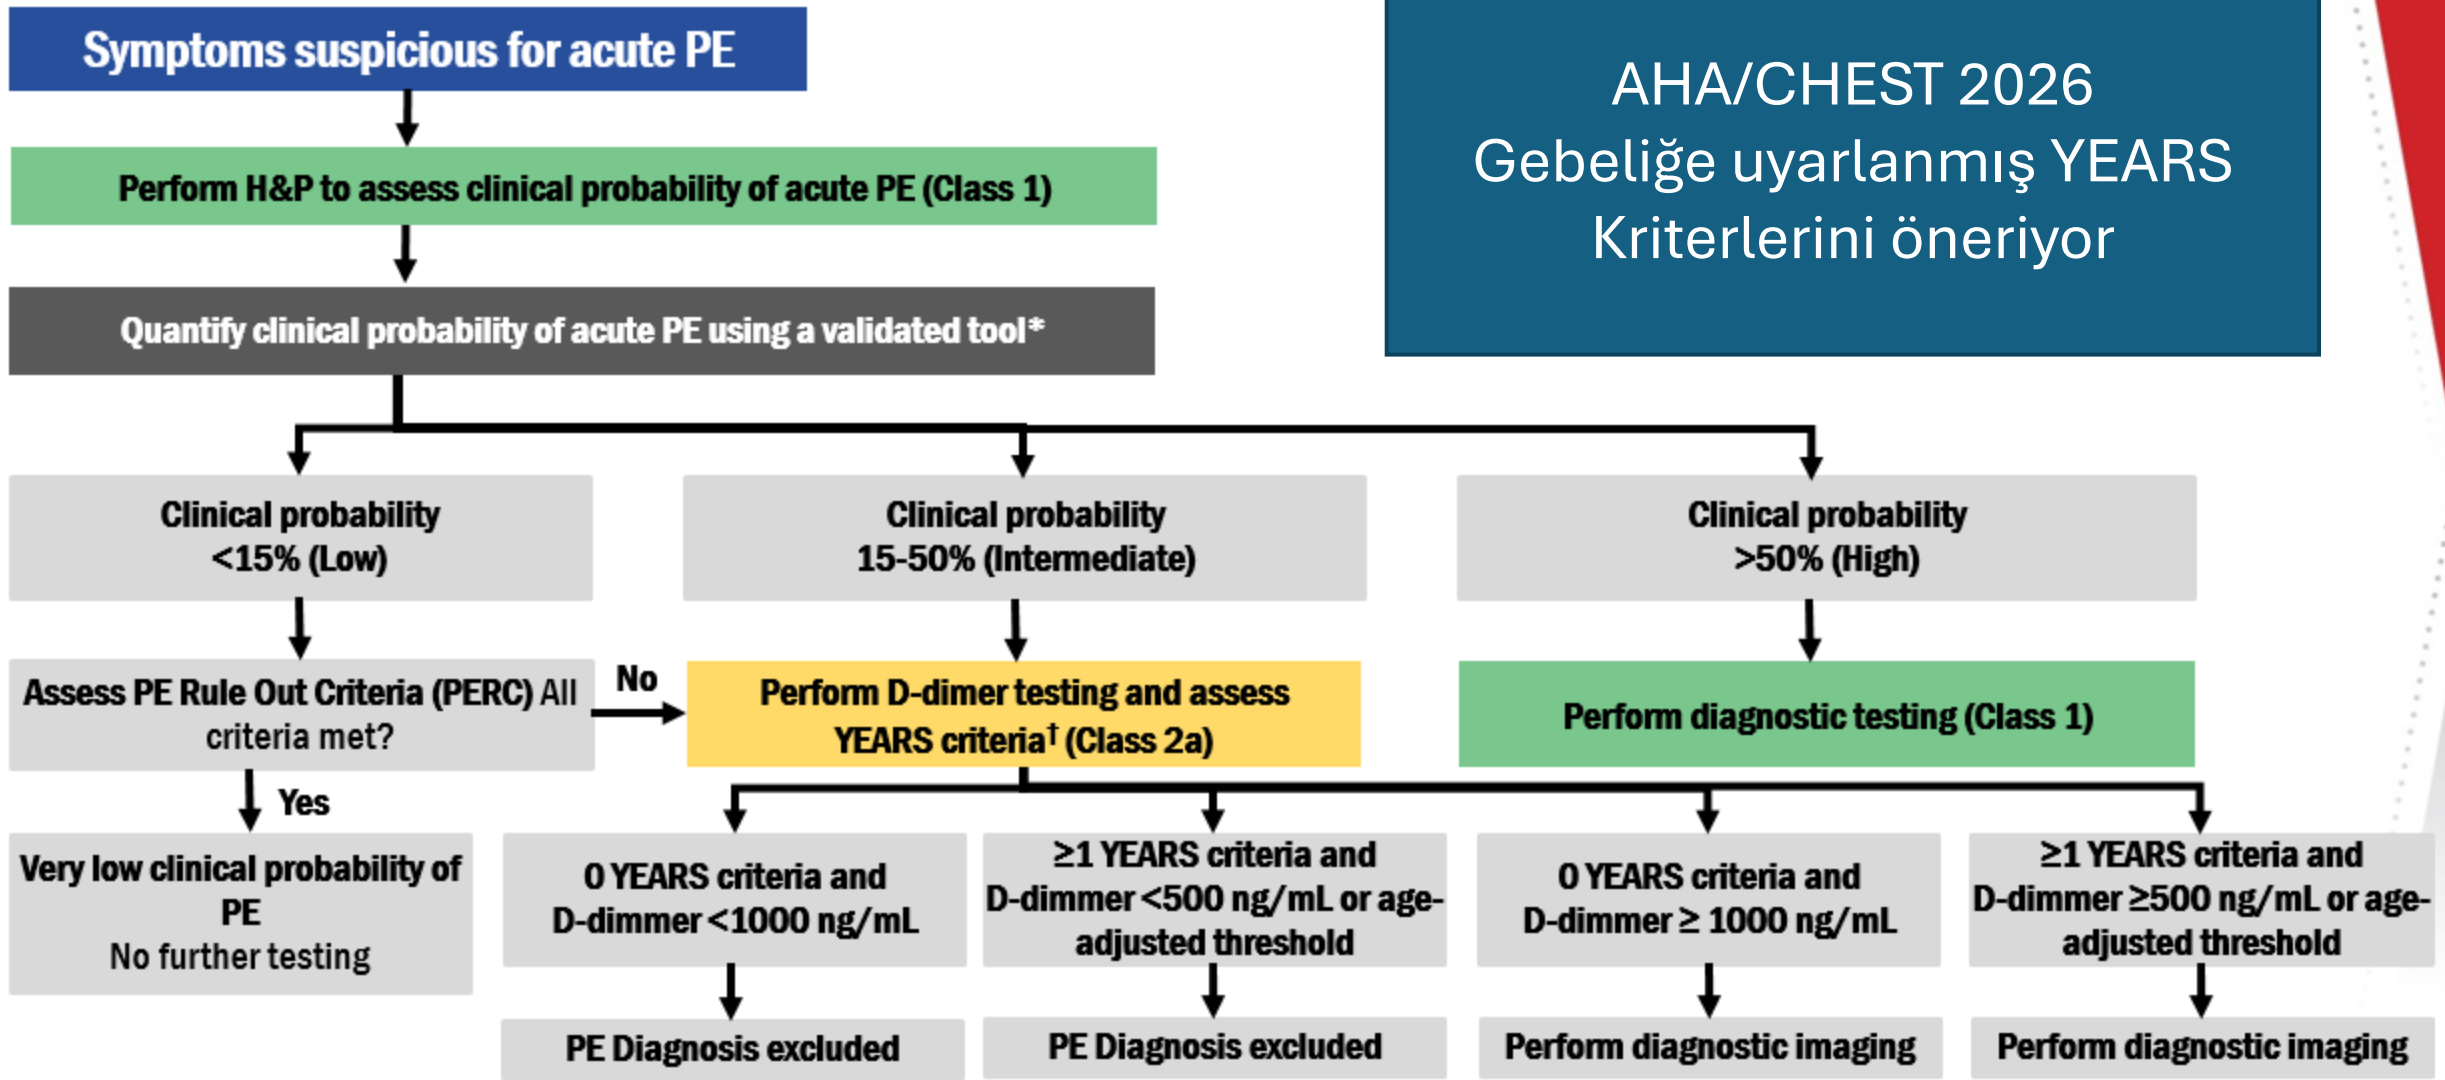 Symptoms suspicious for acute PE
AHA/CHEST 2026
Gebeliğe uyarlanmış YEARS
Kriterlerini öneriyor
Perform H&P to assess clinical probability of acute PE (Class 1)
Quantify clinical probability of acute PE using a validated tool*
Clinical probability
<15% (Low)
Clinical probability
15-50% (Intermediate)
Clinical probability
>50% (High)
Assess PE Rule Out Criteria (PERC) All
criteria met?
No
Perform D-dimer testing and assess
YEARS criteria† (Class 2a)
Perform diagnostic testing (Class 1)
Yes
Very low clinical probability of
PE
No further testing
0 YEARS criteria and
D-dimmer <1000 ng/mL
≥1 YEARS criteria and
D-dimmer <500 ng/mL or age-
adjusted threshold
0 YEARS criteria and
D-dimmer ≥ 1000 ng/mL
≥1 YEARS criteria and
D-dimmer ≥500 ng/mL or age-
adjusted threshold
PE Diagnosis excluded
PE Diagnosis excluded
Perform diagnostic imaging
Perform diagnostic imaging